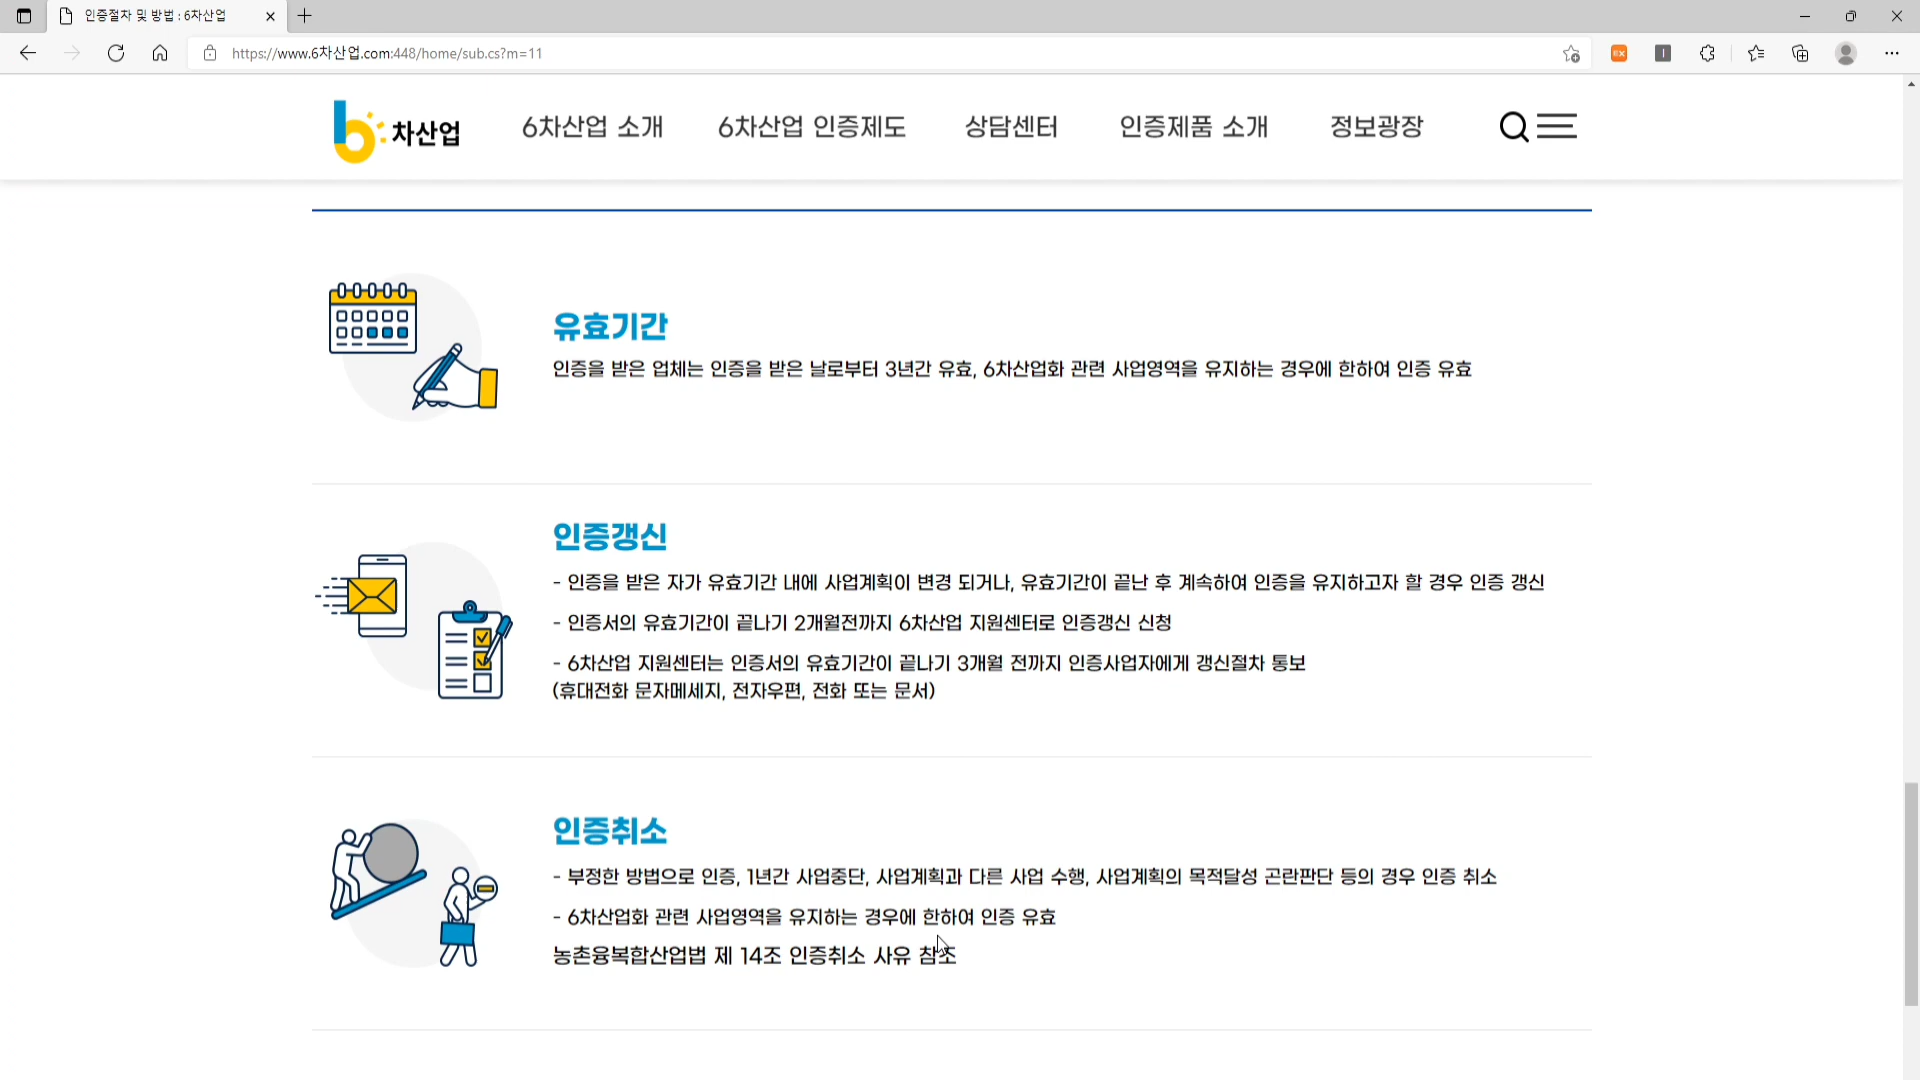 인증절차 및 방법 : 6차산업
https://www.6차산업.com:448/home/sub.cs?m=11
차산업
6차산업 소개
6차산업 인증제도
상담센터
인증제품 소개
정보광장
유효기간
인증을 받은 업체는 인증을 받은 날로부터 3년간 유효, 6차산업화 관련 사업영역을 유지하는 경우에 한하여 인증 유효
인증갱신
- 인증을 받은 자가 유효기간 내에 사업계획이 변경 되거나, 유효기간이 끝난 후 계속하여 인증을 유지하고자 할 경우 인증 갱신
- 인증서의 유효기간이 끝나기 2개월전까지 6차산업 지원센터로 인증갱신 신청
- 6차산업 지원센터는 인증서의 유효기간이 끝나기 3개월 전까지 인증사업자에게 갱신절차 통보
(휴대전화 문자메세지, 전자우편, 전화 또는 문서)
인증취소
- 부정한 방법으로 인증, 1년간 사업중단, 사업계획과 다른 사업 수행, 사업계획의 목적달성 곤란판단 등의 경우 인증 취소
- 6차산업화 관련 사업영역을 유지하는 경우에 한하여 인증 유효
농촌융복합산업법 제 14조 인증취소 사유 참조